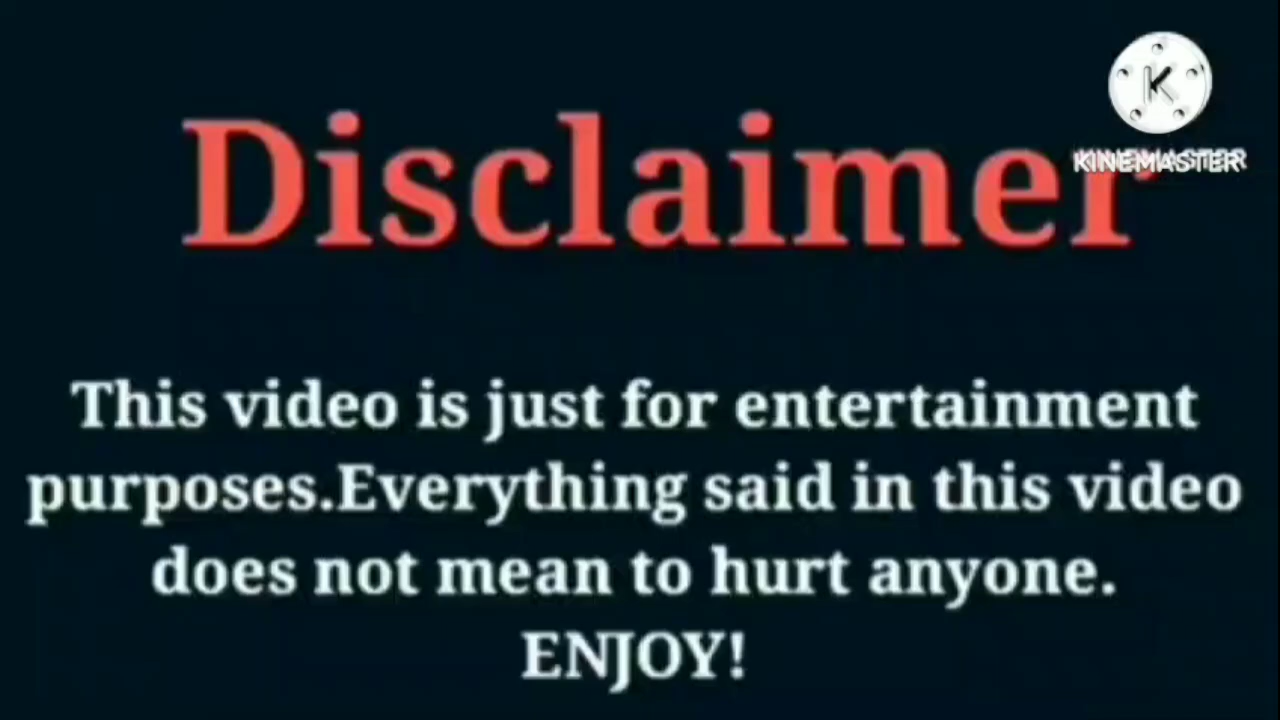 K
KINEMASTER
Disclaimer
This video is just for entertainment
purposes.Everything said in this video
does not mean to hurt anyone.
ENJOY!